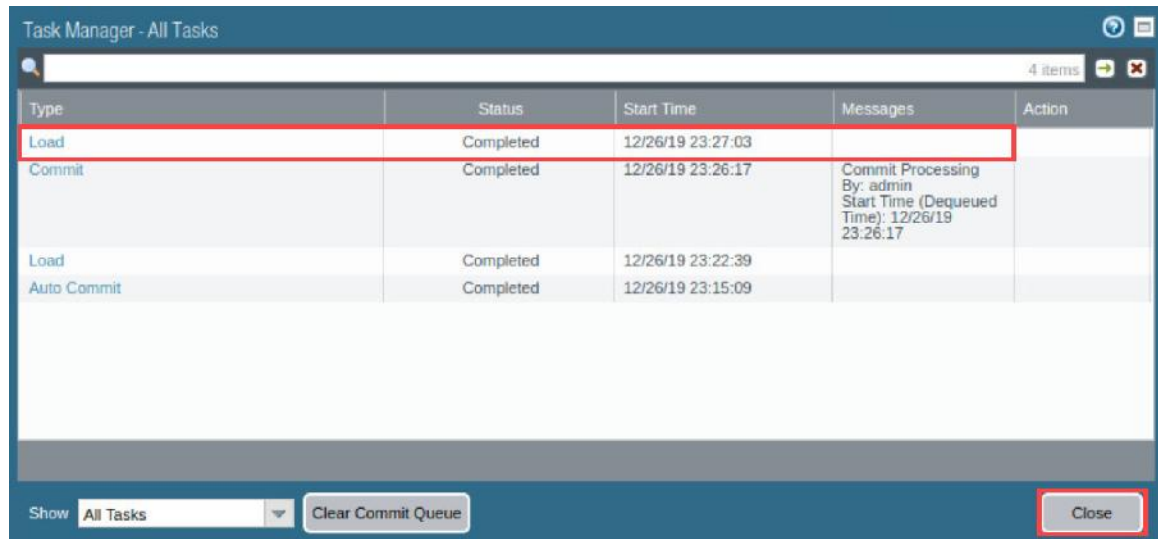 Task Manager - All Tasks
4 items
Type Status Start Time Messages Action
Load Completed 12/26/19 23:27:03
Commit Completed 12/26/19 23:26:17 Commit Processing
By: admin
Start Time (Dequeued
Time): 12/26/19
23:26:17
Load Completed 12/26/19 23:22:39
Auto Commit Completed 12/26/19 23:15:09
Show All Tasks Clear Commit Queue Close